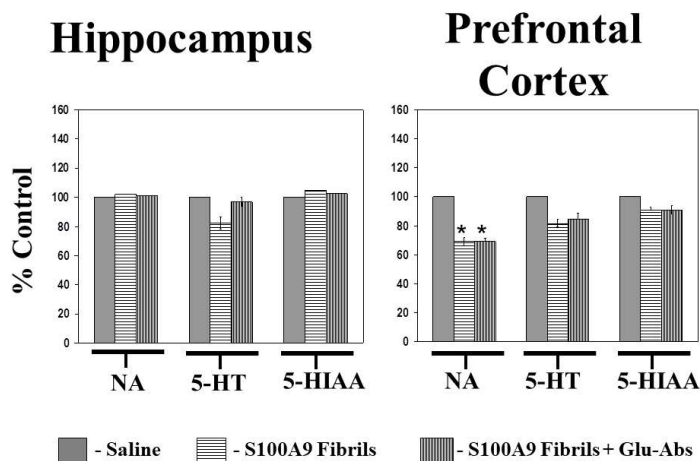 Hippocampus
Prefrontal
Cortex
% Control
160
140
120
100
80
60
40
20
0
NA
5-HT
5-HIAA
160
140
120
100
80
60
40
20
0
* *
NA
5-HT
5-HIAA
- Saline
- S100A9 Fibrils
- S100A9 Fibrils + Glu-Abs